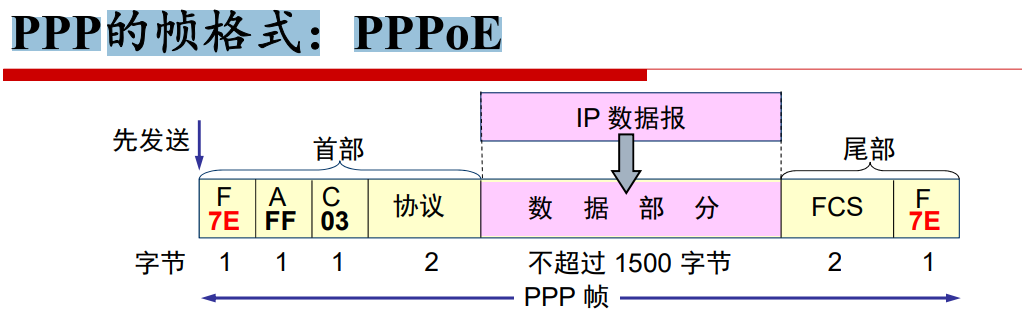 PPP的帧格式： PPPoE
IP 数据报
先发送
首部
尾部
F A C 协议 数 据 部 分 FCS F
7E FF 03 7E
字节 1 1 1 2 不超过 1500 字节 2 1
PPP 帧